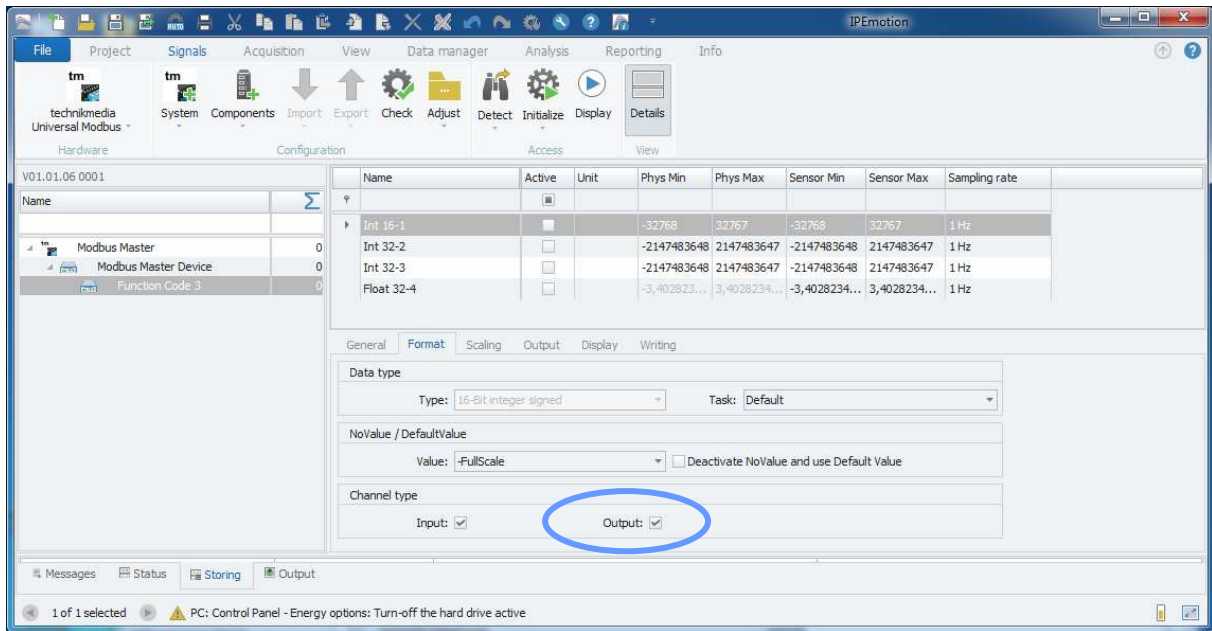 AUTO IPEmotion
File Project Signals Acquisition View Data manager Analysis Reporting Info
tm tm
technikmedia System Components Import Export Check Adjust Detect Initialize Display Details
Universal Modbus
Hardware Configuration Access View
V01.01.06 0001
Name Σ
Name Active Unit Phys Min Phys Max Sensor Min Sensor Max Sampling rate
Int 16-1 -32768 32767 -32768 32767 1 Hz
tm Modbus Master 0 Int 32-2 -2147483648 2147483647 -2147483648 2147483647 1 Hz
Modbus Master Device 0 Int 32-3 -2147483648 2147483647 -2147483648 2147483647 1 Hz
Function Code 3 0 Float 32-4 -3,402823... 3,4028234... -3,4028234... 3,4028234... 1 Hz
General Format Scaling Output Display Writing
Data type
Type: 16-Bit integer signed Task: Default
NoValue / DefaultValue
Value: -FullScale Deactivate NoValue and use Default Value
Channel type
Input: Output:
Messages Status Storing Output
1 of 1 selected PC: Control Panel - Energy options: Turn-off the hard drive active